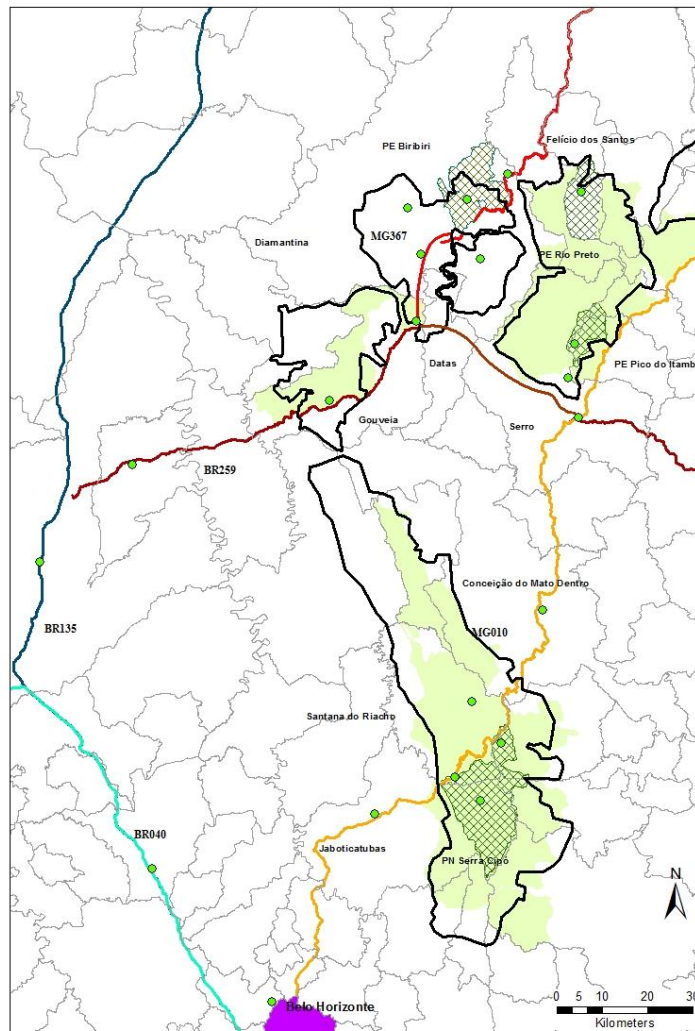 Felício dos Santos
PE Biribiri
MG367
Diamantina
PE Rio Preto
Datas
PE Pico do Itamb
Gouveia
Serro
BR259
Conceição do Mato Dentro
BR135
MG010
Santana do Riacho
BR040
Jaboticatubas
PN Serra Cipó
N
Belo Horizonte
0 5 10 20 30
Kilometers